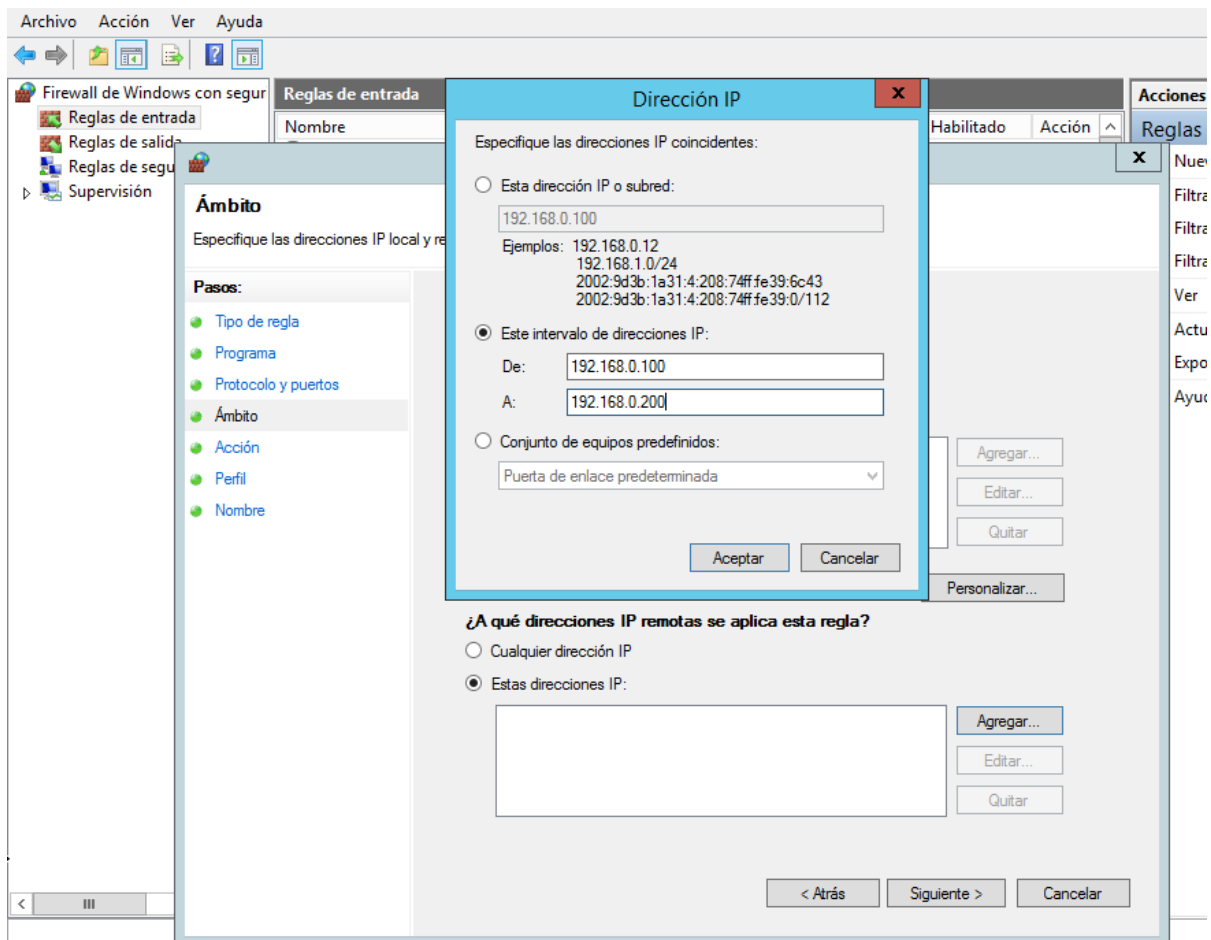 Archivo Acción Ver Ayuda
Firewall de Windows con segur
Reglas de entrada
Reglas de salida
Reglas de segu
Supervisión
Reglas de entrada
Nombre
Habilitado Acción
Acciones
Reglas
Nuev
Filtra
Filtra
Filtra
Ver
Actu
Expo
Ayud
Dirección IP
Especifique las direcciones IP coincidentes:
Esta dirección IP o subred:
192.168.0.100
Ejemplos: 192.168.0.12
192.168.1.0/24
2002:9d3b:1a31:4:208:74ff:fe39:6c43
2002:9d3b:1a31:4:208:74ff:fe39:0/112
Este intervalo de direcciones IP:
De: 192.168.0.100
A: 192.168.0.200
Conjunto de equipos predefinidos:
Puerta de enlace predeterminada
Aceptar Cancelar
Ámbito
Especifique las direcciones IP local y re
Pasos:
Tipo de regla
Programa
Protocolo y puertos
Ámbito
Acción
Perfil
Nombre
Agregar...
Editar...
Quitar
Personalizar...
¿A qué direcciones IP remotas se aplica esta regla?
Cualquier dirección IP
Estas direcciones IP:
Agregar...
Editar...
Quitar
< Atrás Siguiente > Cancelar